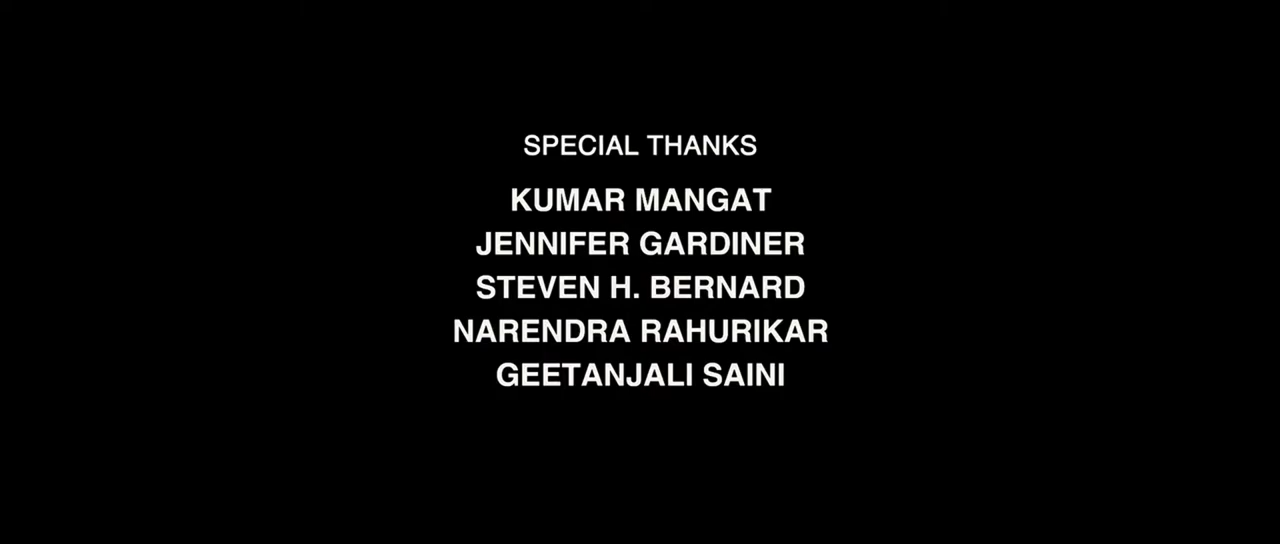 SPECIAL THANKS
KUMAR MANGAT
JENNIFER GARDINER
STEVEN H. BERNARD
NARENDRA RAHURIKAR
GEETANJALI SAINI